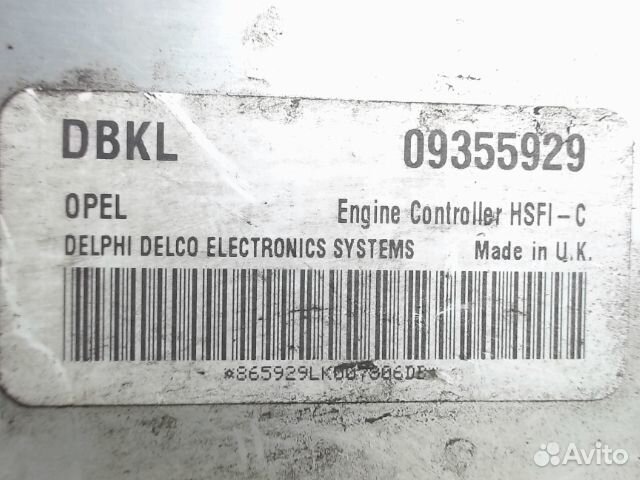 DBKL 09355929
OPEL Engine Controller HSFI-C
DELPHI DELCO ELECTRONICS SYSTEMS Made in U.K.
Avito